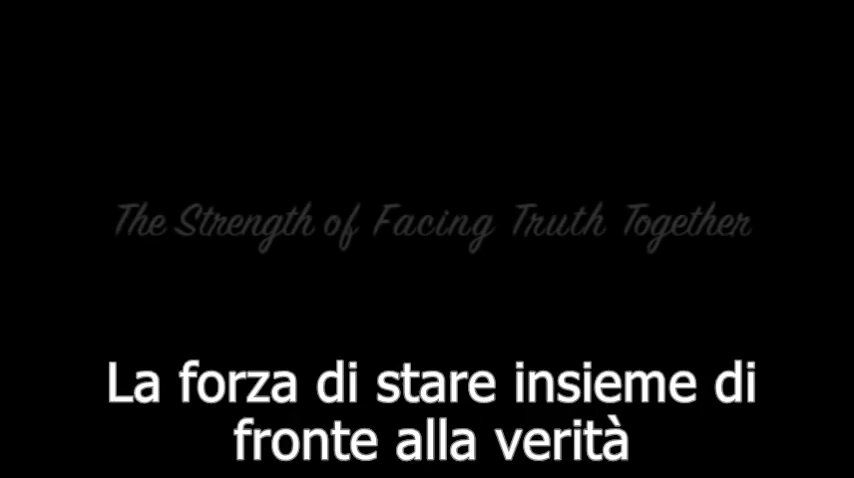 The Strength of Facing Truth Together
La forza di stare insieme di
fronte alla verità